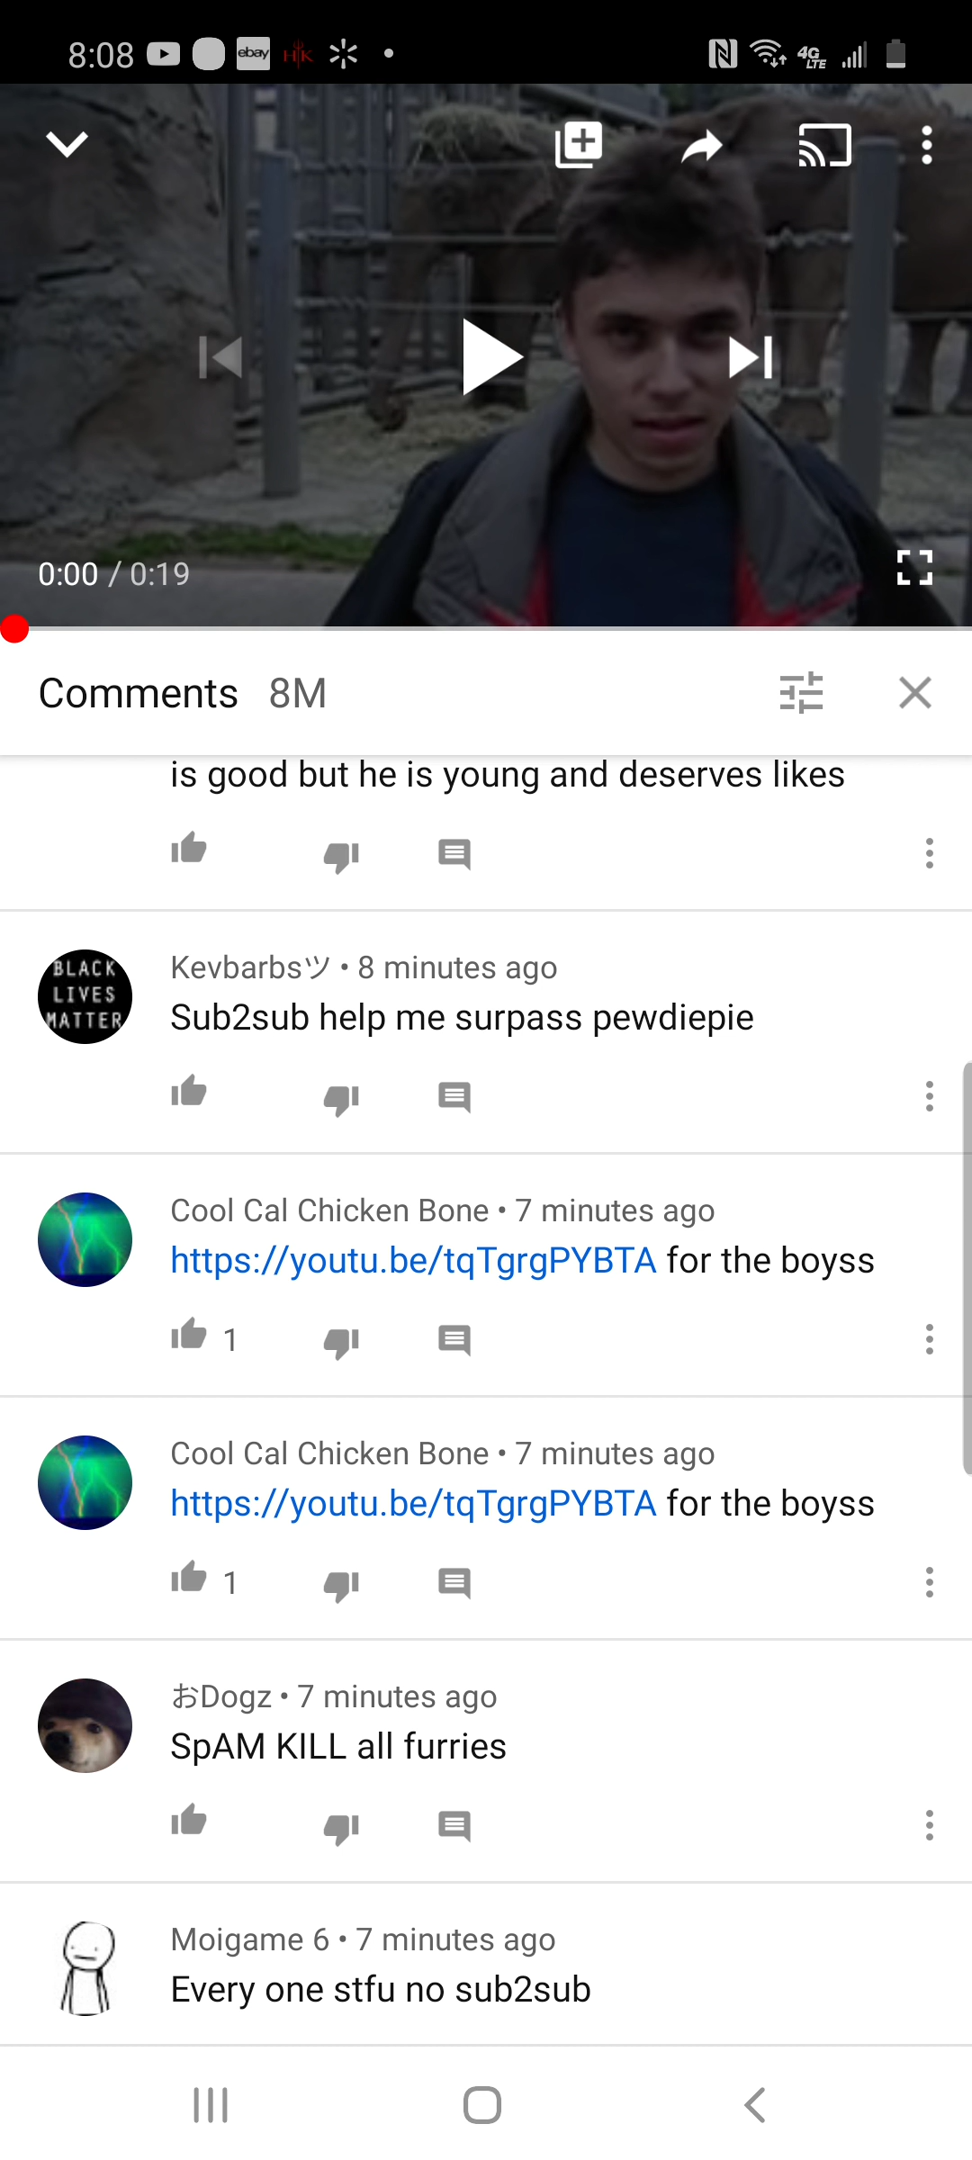 8:08 ebay HK 4G LTE
0:00 / 0:19
Comments 8M
is good but he is young and deserves likes
BLACK
LIVES
MATTER
Kevbarbsツ • 8 minutes ago
Sub2sub help me surpass pewdiepie
Cool Cal Chicken Bone • 7 minutes ago
https://youtu.be/tqTgrgPYBTA for the boyss
1
Cool Cal Chicken Bone • 7 minutes ago
https://youtu.be/tqTgrgPYBTA for the boyss
1
おDogz • 7 minutes ago
SpAM KILL all furries
Moigame 6 • 7 minutes ago
Every one stfu no sub2sub